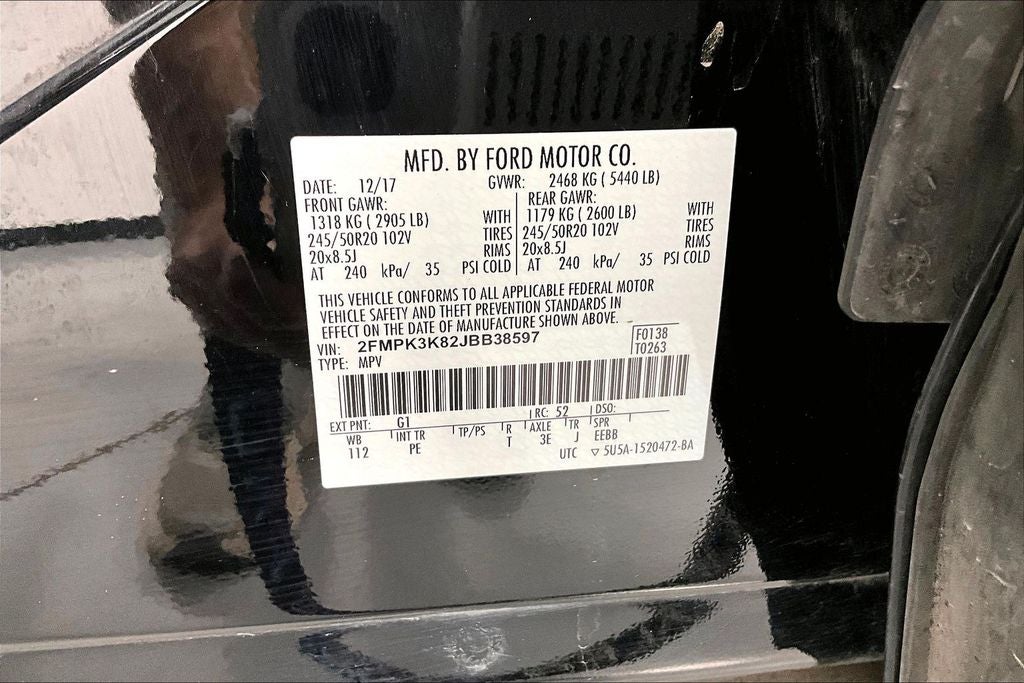 MFD. BY FORD MOTOR CO.
DATE: 12/17 GVWR: 2468 KG ( 5440 LB)
FRONT GAWR: REAR GAWR:
1318 KG ( 2905 LB) WITH 1179 KG ( 2600 LB) WITH
245/50R20 102V TIRES 245/50R20 102V TIRES
20x8.5J RIMS 20x8.5J RIMS
AT 240 kPa/ 35 PSI COLD AT 240 kPa/ 35 PSI COLD
THIS VEHICLE CONFORMS TO ALL APPLICABLE FEDERAL MOTOR
VEHICLE SAFETY AND THEFT PREVENTION STANDARDS IN
EFFECT ON THE DATE OF MANUFACTURE SHOWN ABOVE.
VIN: 2FMPK3K82JBB38597 F0138
TYPE: MPV T0263
EXT PNT: G1 RC: 52 DSO:
WB INT TR TP/PS R AXLE TR SPR
112 PE T 3E J EEBB
UTC ▽ 5U5A-1520472-BA